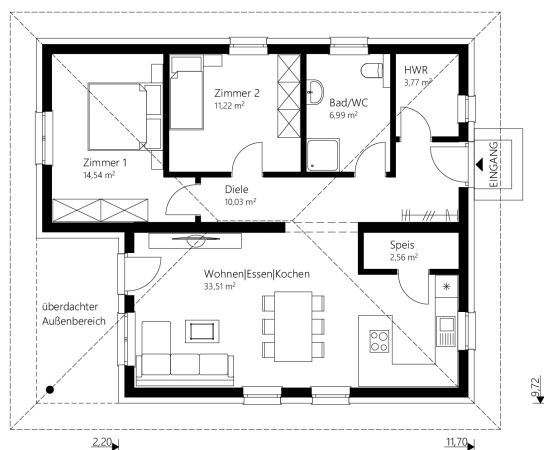 HWR
3,77 m²
Zimmer 2
11,22 m²
Bad/WC
6,99 m²
Zimmer 1
14,54 m²
EINGANG
Diele
10,03 m²
Speis
2,56 m²
Wohnen|Essen|Kochen
33,51 m²
überdachter
Außenbereich
9,72
2,20
11,70